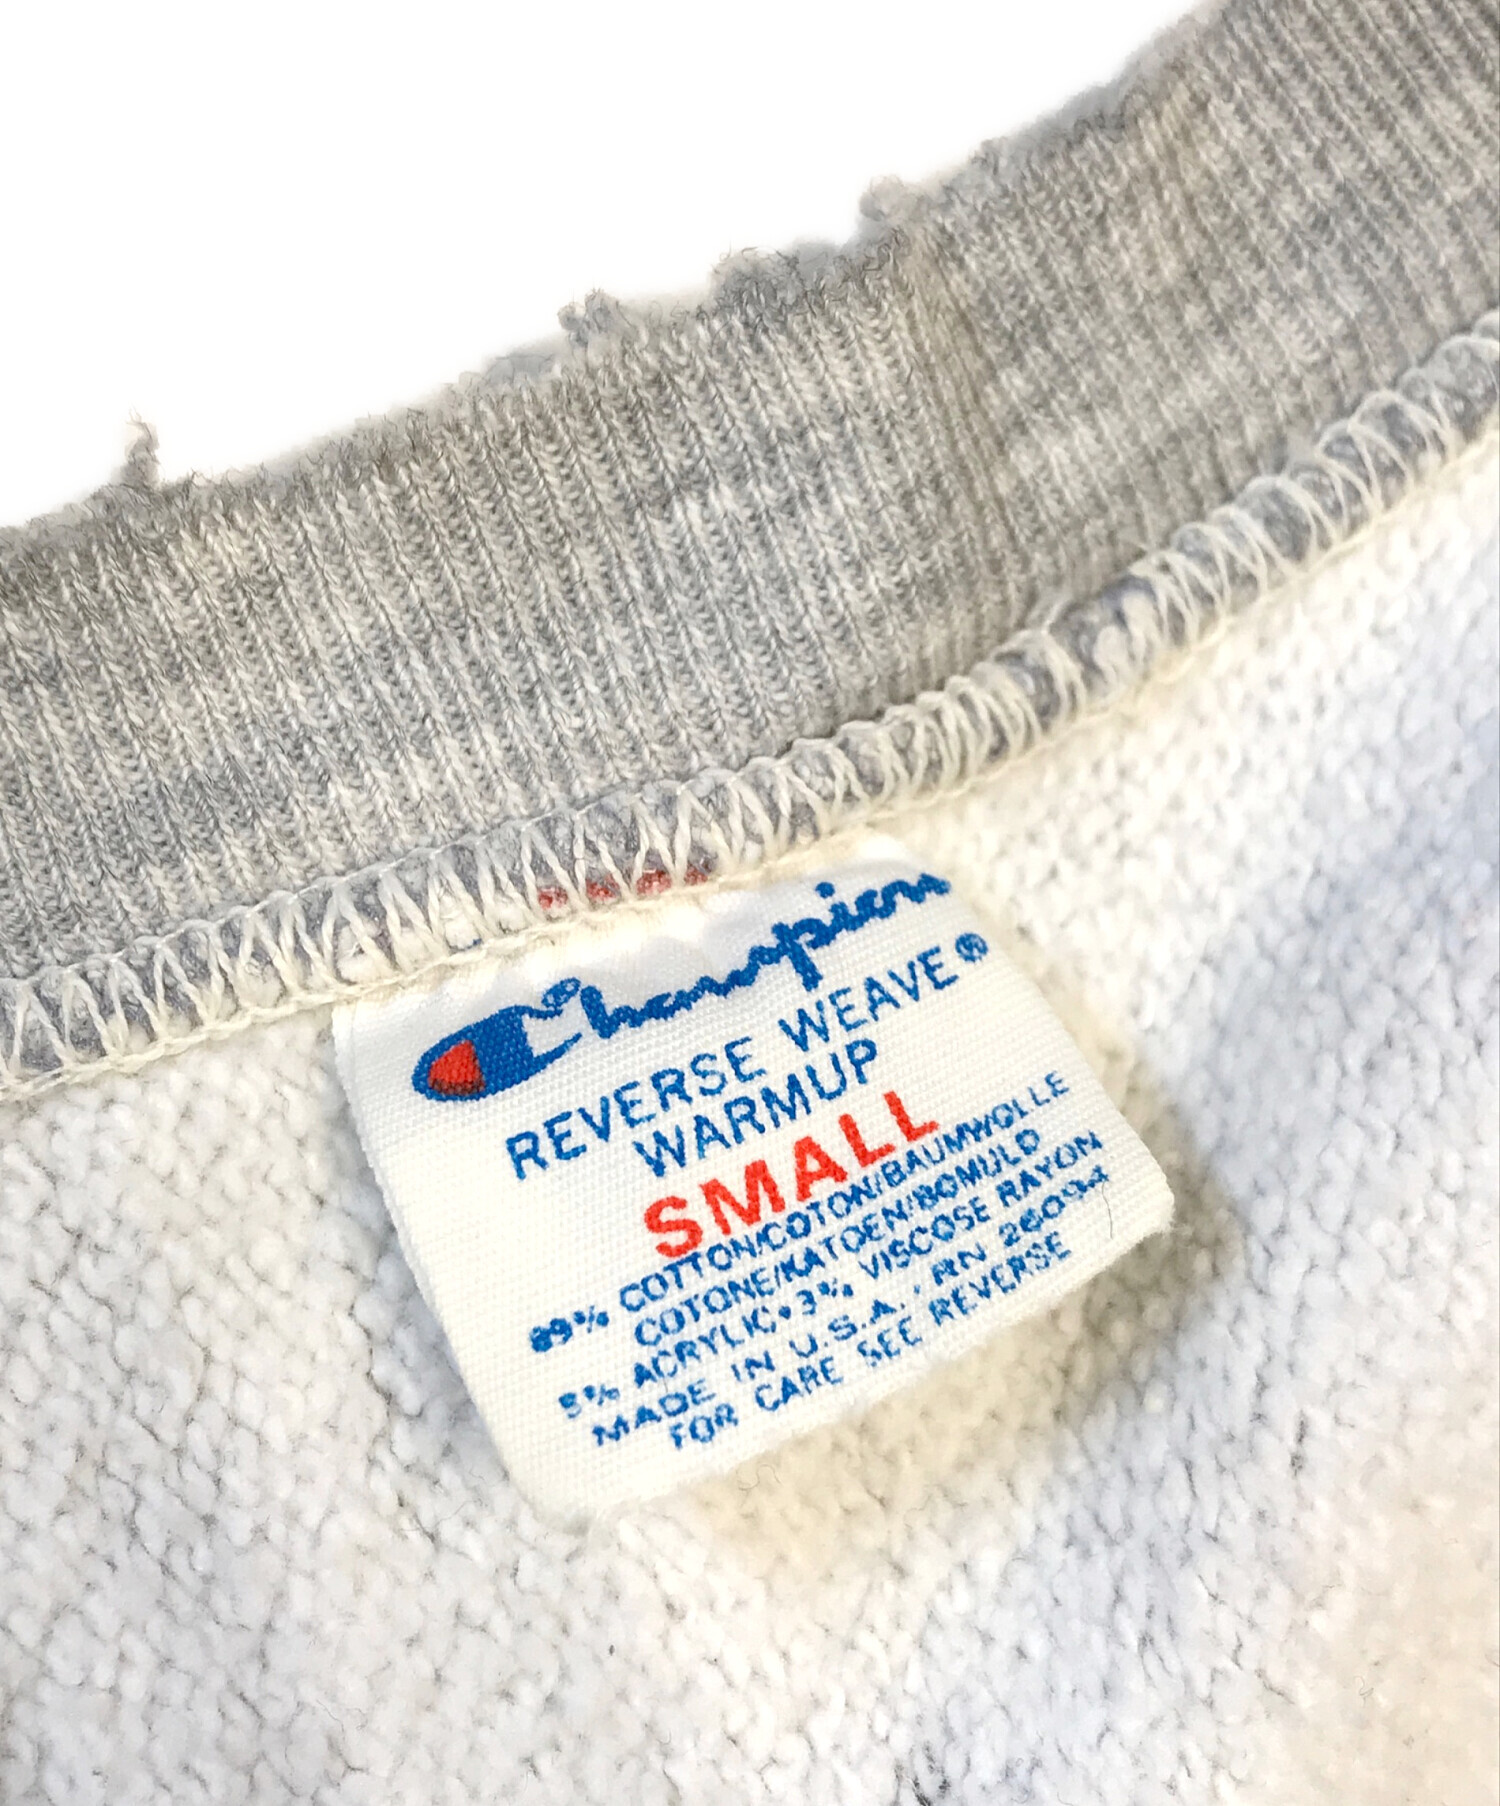 Champion
REVERSE WEAVE®
WARMUP
SMALL
89% COTTON/COTON/BAUMWOLLE
COTONE/KATOEN/BOMULD
8% ACRYLIC•3% VISCOSE RAYON
MADE IN U.S.A., RN 26094
FOR CARE SEE REVERSE